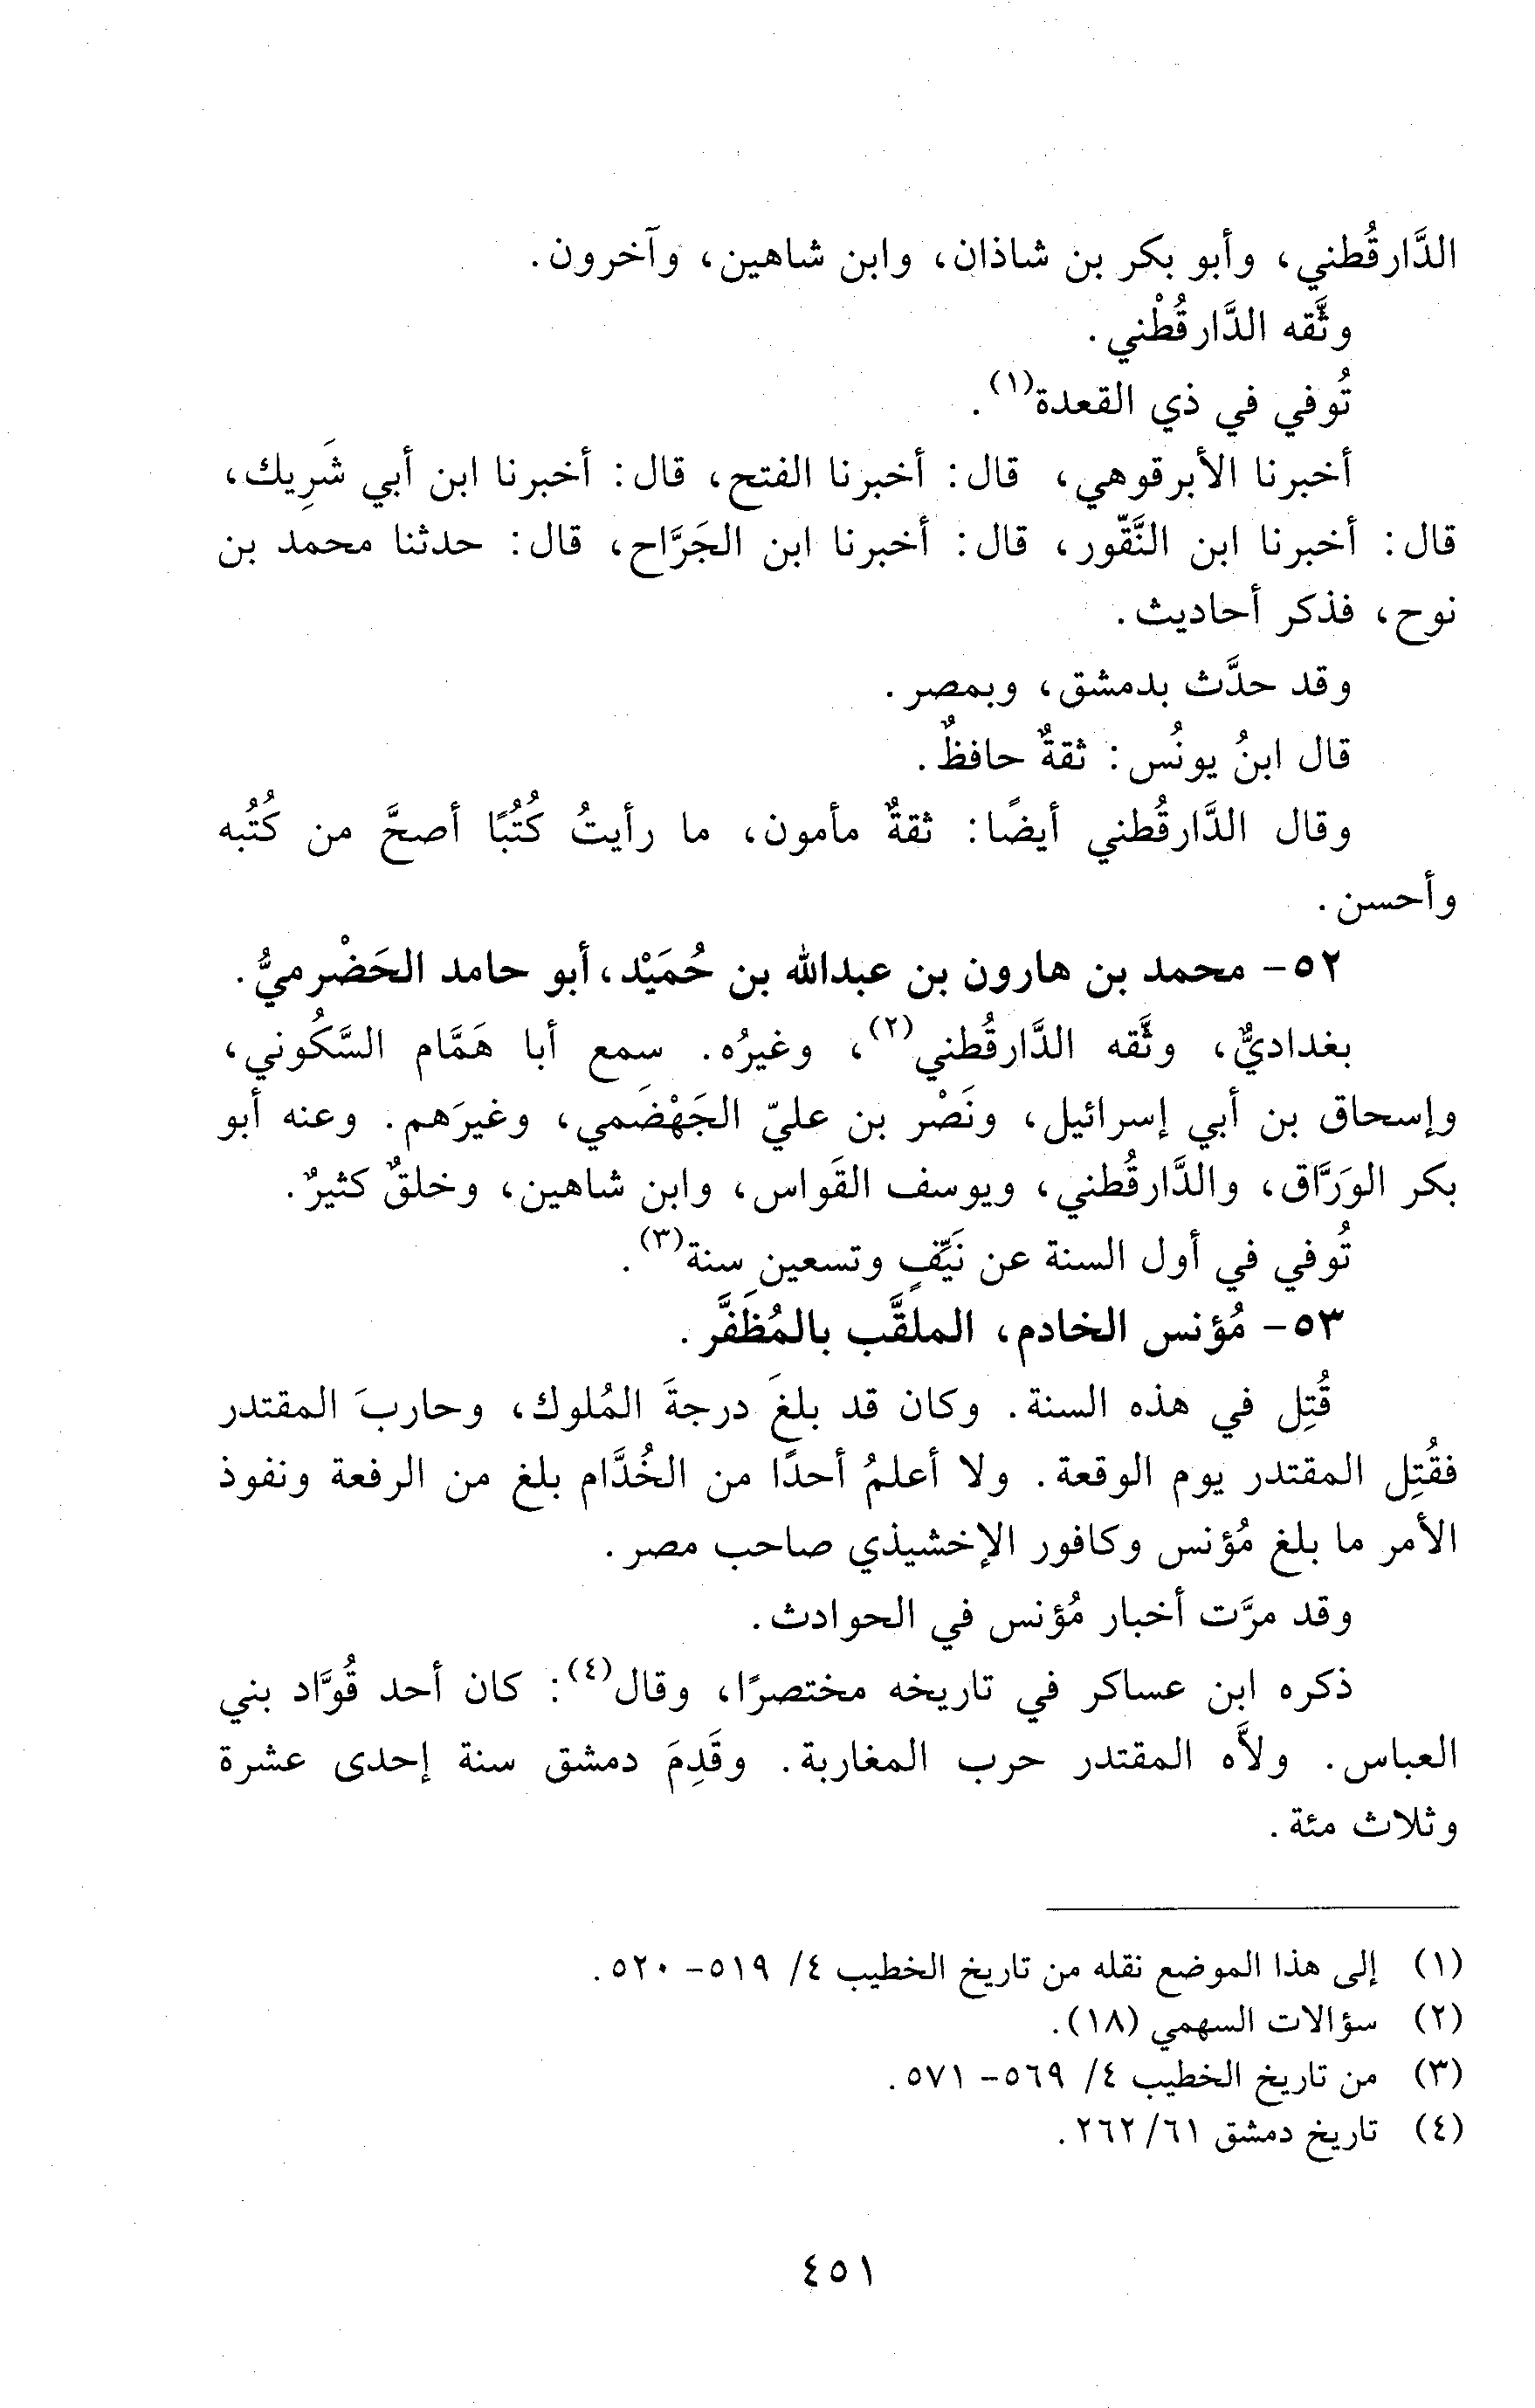 الدَّارقُطني، وأبو بكر بن شاذان، وابن شاهين، وآخرون.
وثَّقه الدَّارقُطْني.
تُوفي في ذي القعدة(١).
أخبرنا الأبرقوهي، قال: أخبرنا الفتح، قال: أخبرنا ابن أبي شَرِيك،
قال: أخبرنا ابن النَّقّور، قال: أخبرنا ابن الجَرَّاح، قال: حدثنا محمد بن
نوح، فذكر أحاديث.
وقد حدَّث بدمشق، وبمصر.
قال ابنُ يونُس: ثقةٌ حافظٌ.
وقال الدَّارقُطني أيضًا: ثقةٌ مأمون، ما رأيتُ كُتُبًا أصحَّ من كُتُبه
وأحسن.
٥٢- محمد بن هارون بن عبدالله بن حُمَيْد، أبو حامد الحَضْرميُّ.
بغداديٌّ، وثَّقه الدَّارقُطني(٢)، وغيرُه. سمع أبا هَمَّام السَّكُوني،
وإسحاق بن أبي إسرائيل، ونَصْر بن عليّ الجَهْضَمي، وغيرَهم. وعنه أبو
بكر الوَرَّاق، والدَّارقُطني، ويوسف القَواس، وابن شاهين، وخلقٌ كثيرٌ.
تُوفي في أول السنة عن نَيِّفٍ وتسعين سنة(٣).
٥٣- مُؤنس الخادم، الملقَّب بالمُظَفَّر.
قُتِل في هذه السنة. وكان قد بلغَ درجةَ المُلوك، وحاربَ المقتدر
فقُتِل المقتدر يوم الوقعة. ولا أعلمُ أحدًا من الخُدَّام بلغ من الرفعة ونفوذ
الأمر ما بلغ مُؤنس وكافور الإخشيذي صاحب مصر.
وقد مرَّت أخبار مُؤنس في الحوادث.
ذكره ابن عساكر في تاريخه مختصرًا، وقال(٤): كان أحد قُوَّاد بني
العباس. ولاَّه المقتدر حرب المغاربة. وقَدِمَ دمشق سنة إحدى عشرة
وثلاث مئة.
(١) إلى هذا الموضع نقله من تاريخ الخطيب ٤/ ٥١٩- ٥٢٠.
(٢) سؤالات السهمي (١٨).
(٣) من تاريخ الخطيب ٤/ ٥٦٩- ٥٧١.
(٤) تاريخ دمشق ٦١/ ٢٦٢.
٤٥١